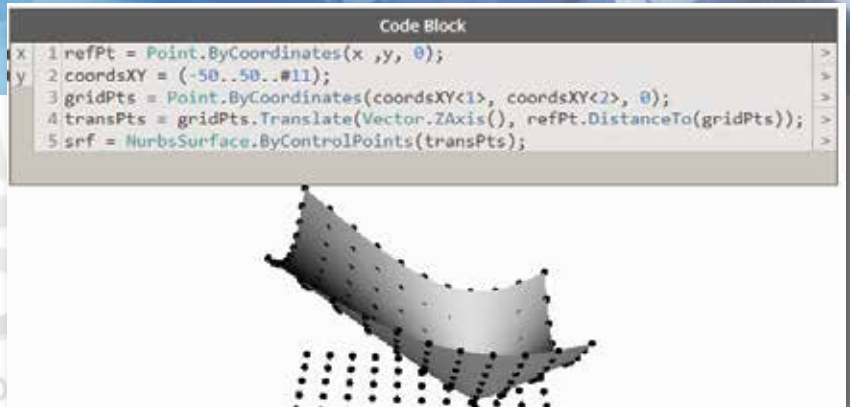 Code Block
x 1 refPt = Point.ByCoordinates(x ,y, 0); >
y 2 coordsXY = (-50..50..#11); >
3 gridPts = Point.ByCoordinates(coordsXY<1>, coordsXY<2>, 0); >
4 transPts = gridPts.Translate(Vector.ZAxis(), refPt.DistanceTo(gridPts)); >
5 srf = NurbsSurface.ByControlPoints(transPts); >